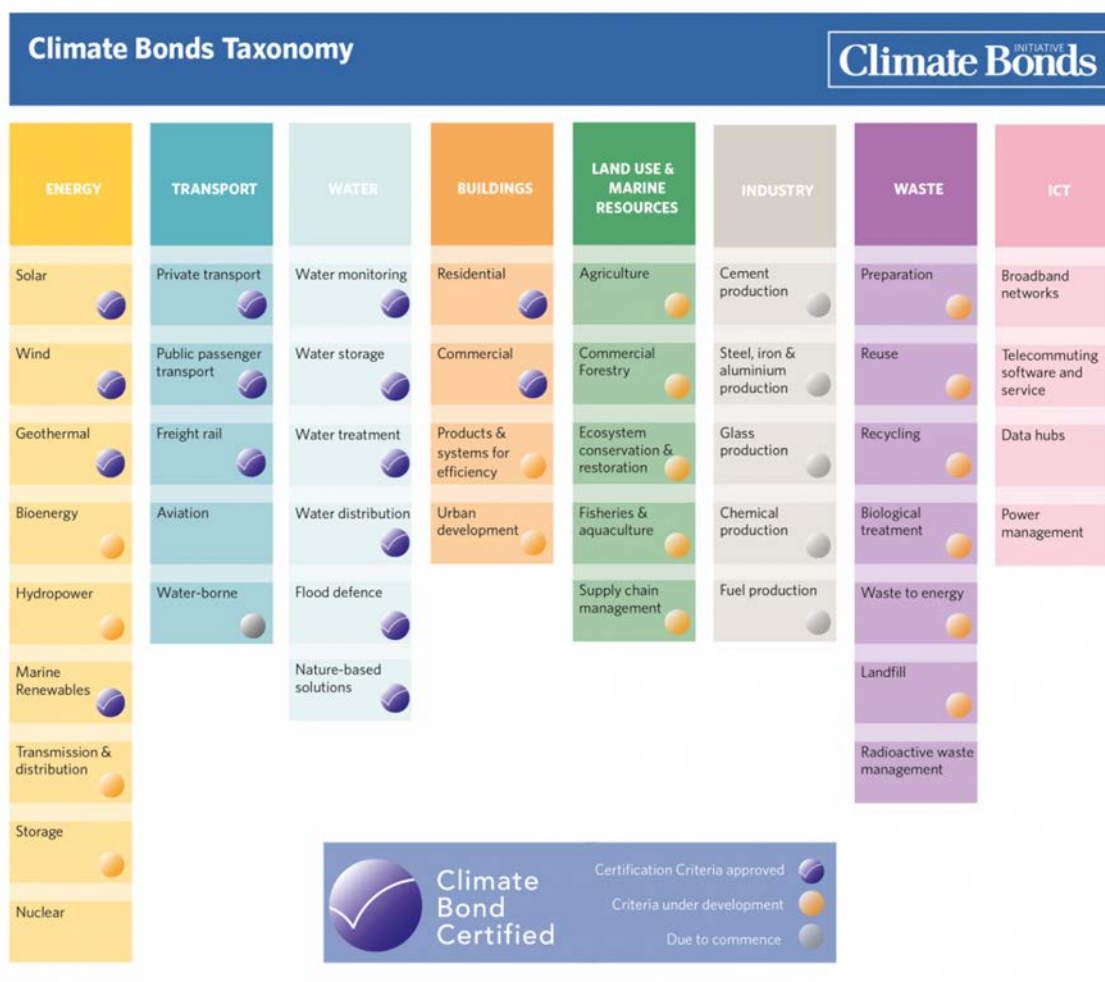 Climate Bonds Taxonomy
INITIATIVE
Climate Bonds
ENERGY
Solar
Wind
Geothermal
Bioenergy
Hydropower
Marine
Renewables
Transmission &
distribution
Storage
Nuclear
TRANSPORT
Private transport
Public passenger
transport
Freight rail
Aviation
Water-borne
WATER
Water monitoring
Water storage
Water treatment
Water distribution
Flood defence
Nature-based
solutions
BUILDINGS
Residential
Commercial
Products &
systems for
efficiency
Urban
development
LAND USE &
MARINE
RESOURCES
Agriculture
Commercial
Forestry
Ecosystem
conservation &
restoration
Fisheries &
aquaculture
Supply chain
management
INDUSTRY
Cement
production
Steel, iron &
aluminium
production
Glass
production
Chemical
production
Fuel production
WASTE
Preparation
Reuse
Recycling
Biological
treatment
Waste to energy
Landfill
Radioactive waste
management
ICT
Broadband
networks
Telecommuting
software and
service
Data hubs
Power
management
Climate
Bond
Certified
Certification Criteria approved
Criteria under development
Due to commence